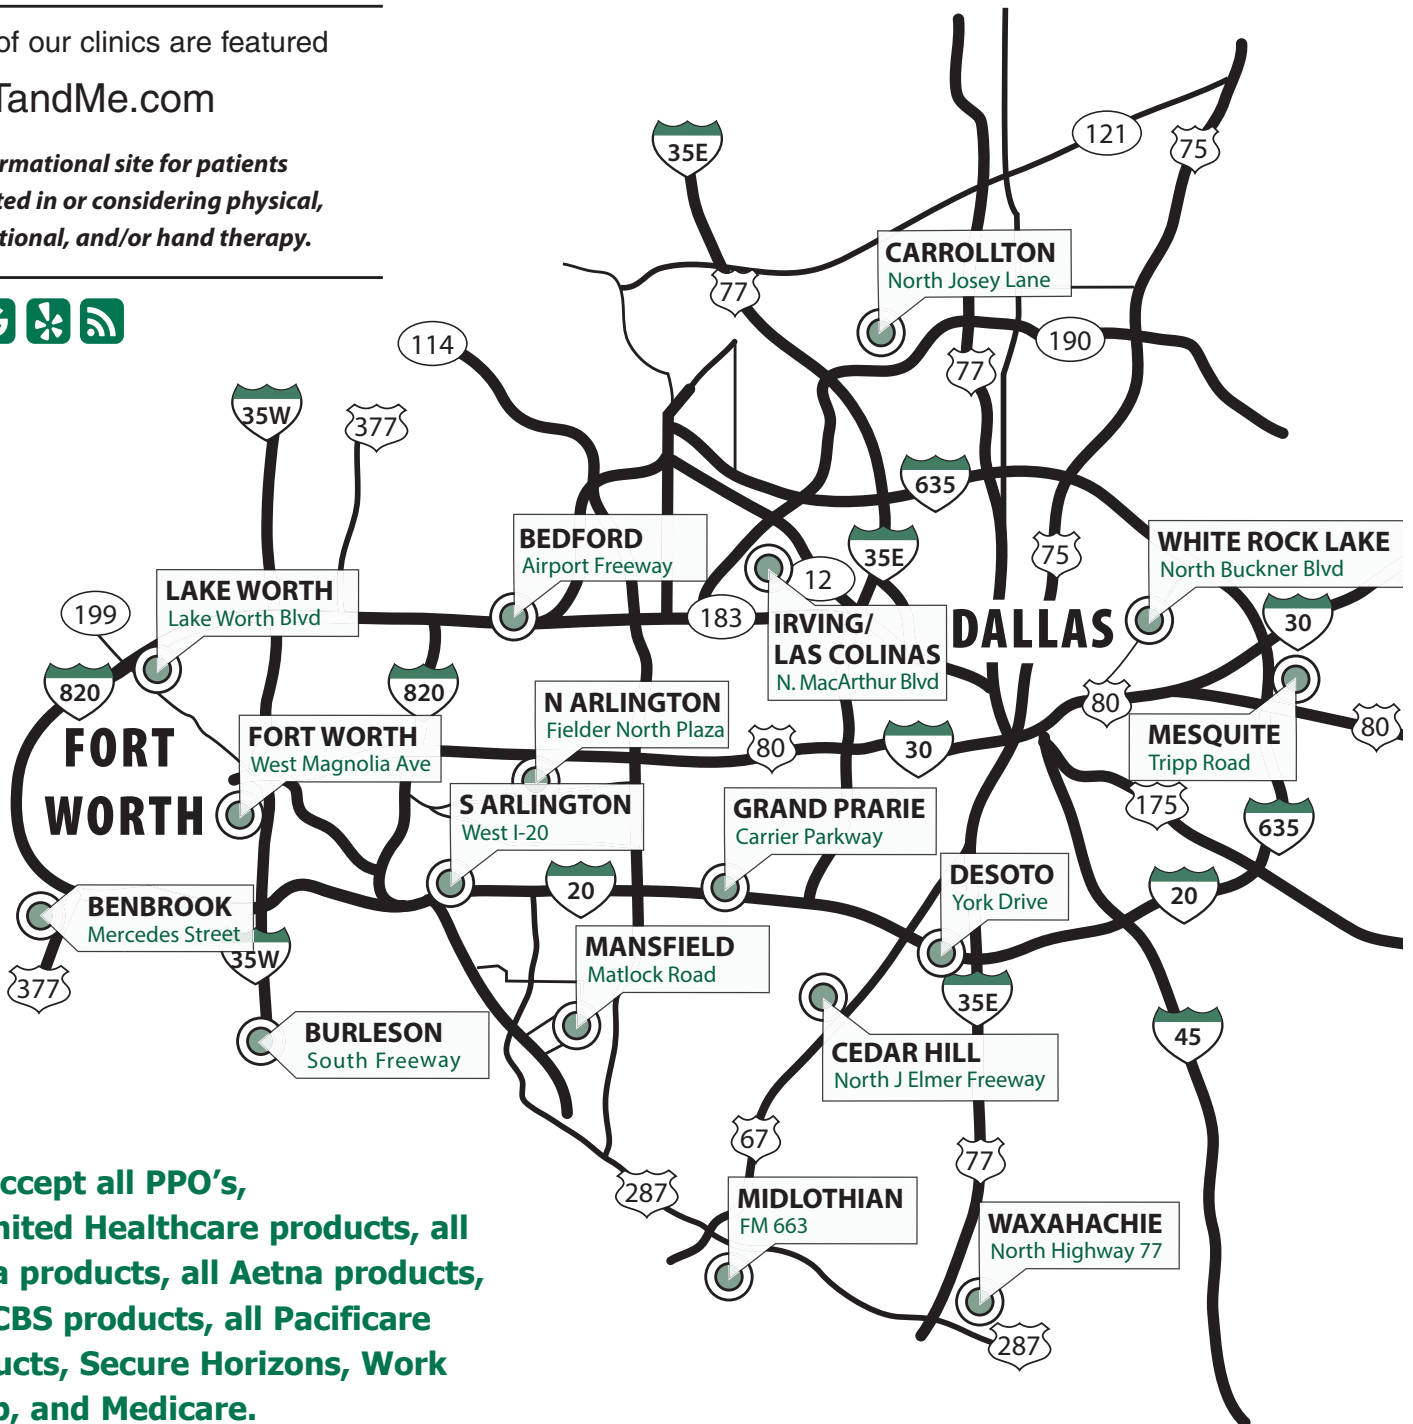 of our clinics are featured
TandMe.com
rmational site for patients
ted in or considering physical,
tional, and/or hand therapy.
121
75
35E
CARROLLTON
North Josey Lane
77
190
114
77
35W
377
635
BEDFORD
Airport Freeway
35E
75
WHITE ROCK LAKE
North Buckner Blvd
LAKE WORTH
Lake Worth Blvd
12
199
183
30
IRVING/
LAS COLINAS
N. MacArthur Blvd
DALLAS
820
820
N ARLINGTON
Fielder North Plaza
80
80
FORT
WORTH
FORT WORTH
West Magnolia Ave
80
30
MESQUITE
Tripp Road
S ARLINGTON
West I-20
GRAND PRARIE
Carrier Parkway
175
635
20
DESOTO
York Drive
20
BENBROOK
Mercedes Street
35W
377
MANSFIELD
Matlock Road
35E
45
BURLESON
South Freeway
CEDAR HILL
North J Elmer Freeway
67
77
287
MIDLOTHIAN
FM 663
WAXAHACHIE
North Highway 77
287
ccept all PPO’s,
nited Healthcare products, all
a products, all Aetna products,
CBS products, all Pacificare
ucts, Secure Horizons, Work
p, and Medicare.